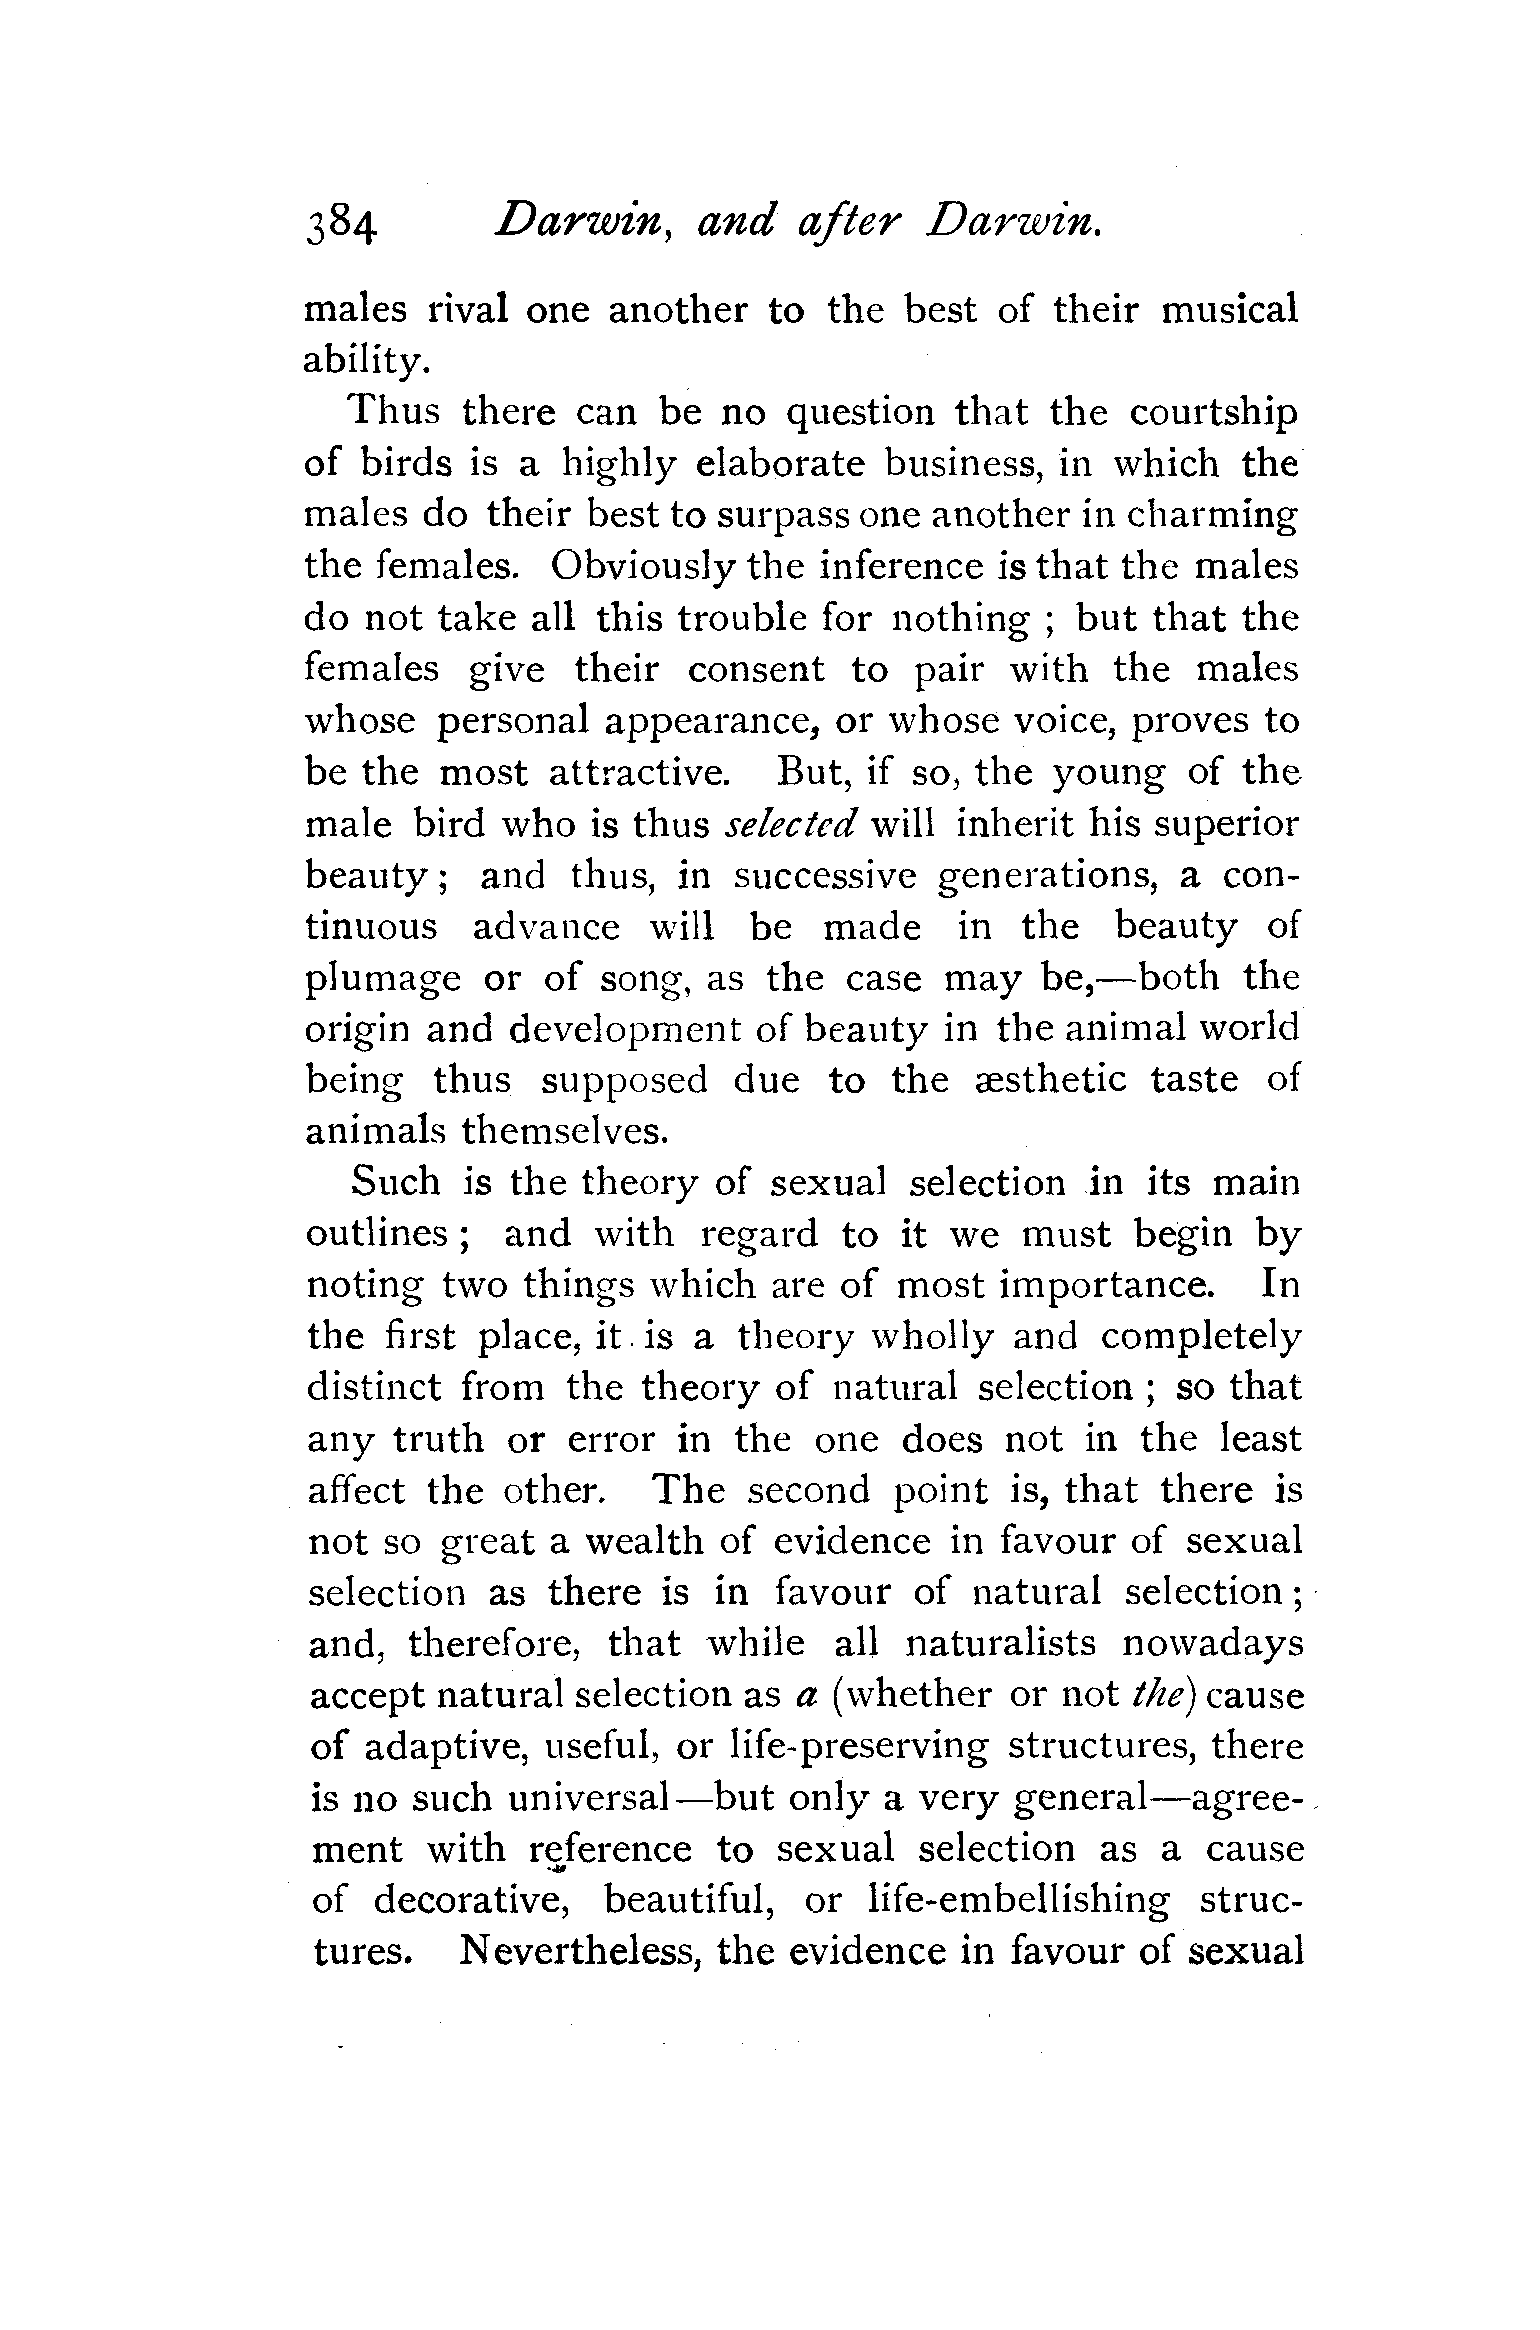 384 Darwin, and after Darwin.
males rival one another to the best of their musical
ability.
Thus there can be no question that the courtship
of birds is a highly elaborate business, in which the
males do their best to surpass one another in charming
the females. Obviously the inference is that the males
do not take all this trouble for nothing ; but that the
females give their consent to pair with the males
whose personal appearance, or whose voice, proves to
be the most attractive. But, if so, the young of the
male bird who is thus selected will inherit his superior
beauty ; and thus, in successive generations, a con-
tinuous advance will be made in the beauty of
plumage or of song, as the case may be,—both the
origin and development of beauty in the animal world
being thus supposed due to the æsthetic taste of
animals themselves.
Such is the theory of sexual selection in its main
outlines ; and with regard to it we must begin by
noting two things which are of most importance. In
the first place, it is a theory wholly and completely
distinct from the theory of natural selection ; so that
any truth or error in the one does not in the least
affect the other. The second point is, that there is
not so great a wealth of evidence in favour of sexual
selection as there is in favour of natural selection ;
and, therefore, that while all naturalists nowadays
accept natural selection as a (whether or not the) cause
of adaptive, useful, or life-preserving structures, there
is no such universal—but only a very general—agree-
ment with reference to sexual selection as a cause
of decorative, beautiful, or life-embellishing struc-
tures. Nevertheless, the evidence in favour of sexual